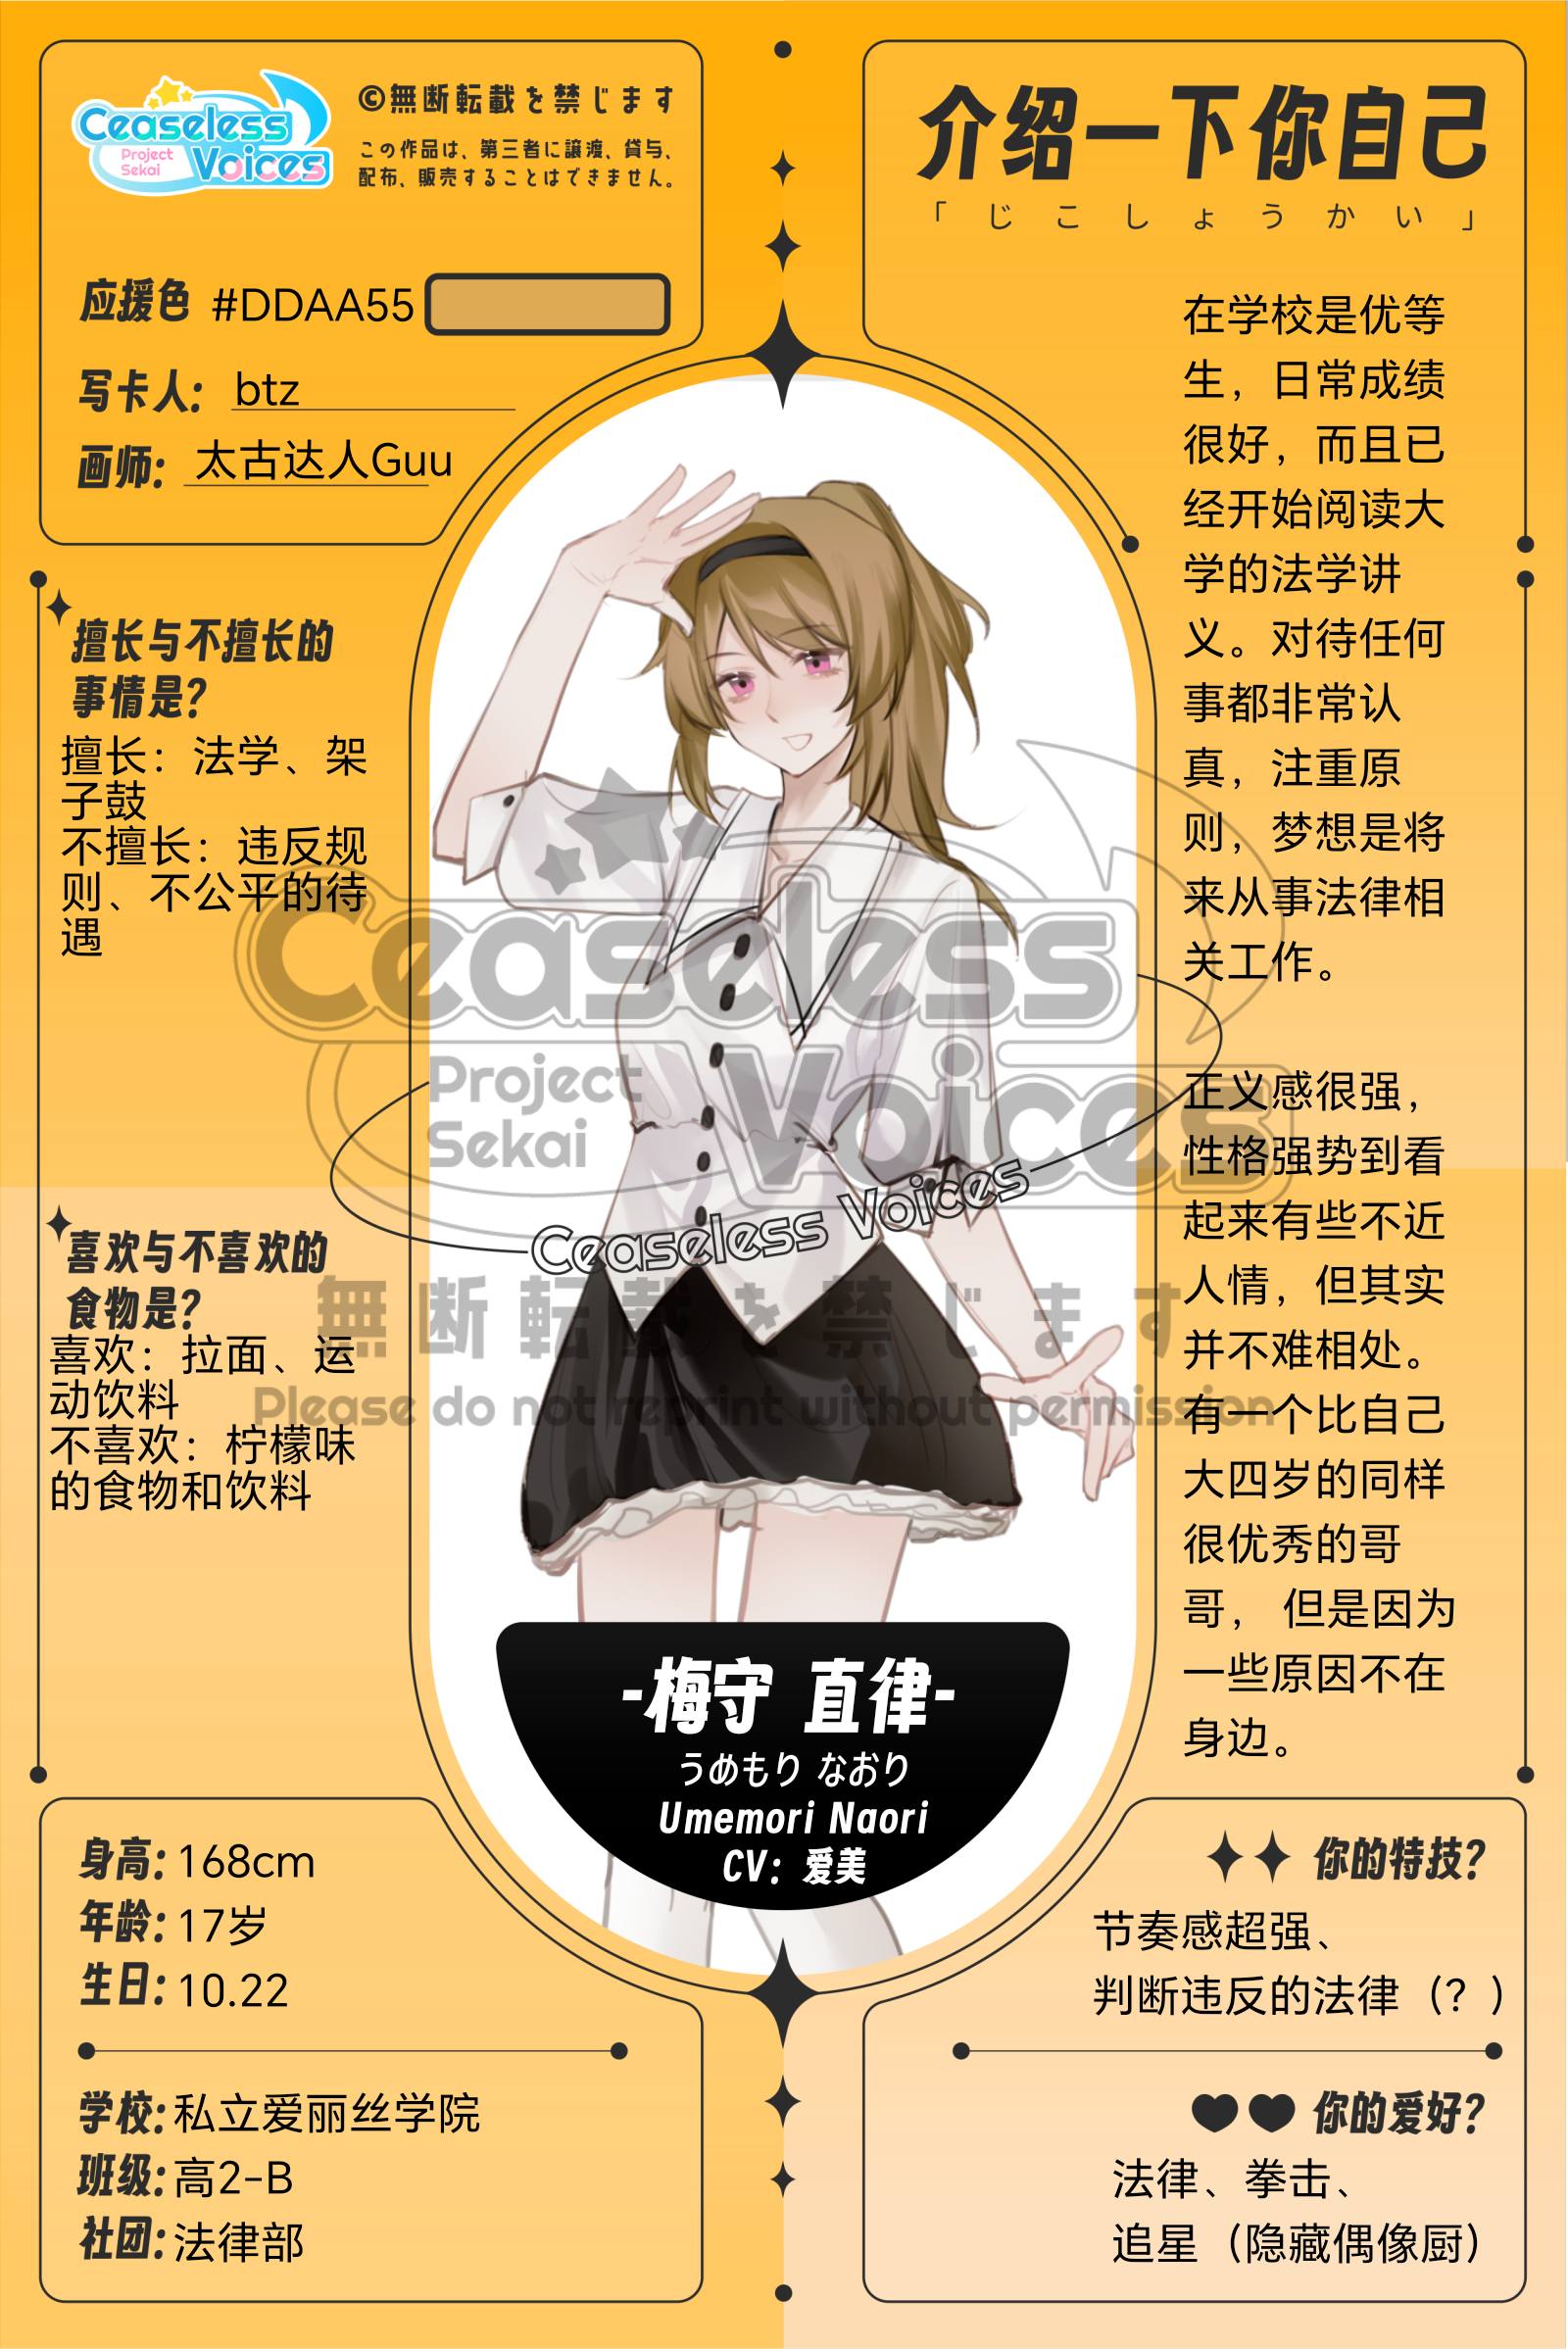 Ceaseless
Project
Sekai
Voices
©無断転載を禁じます
この作品は、第三者に譲渡、貸与、
配布、販売することはできません。
应援色 #DDAA55
写卡人: btz
画师: 太古达人Guu
介绍一下你自己
「じこしょうかい」
在学校是优等
生，日常成绩
很好，而且已
经开始阅读大
学的法学讲
义。对待任何
事都非常认
真，注重原
则，梦想是将
来从事法律相
关工作。
正义感很强，
性格强势到看
起来有些不近
人情，但其实
并不难相处。
有一个比自己
大四岁的同样
很优秀的哥
哥， 但是因为
一些原因不在
身边。
擅长与不擅长的
事情是?
擅长：法学、架
子鼓
不擅长：违反规
则、不公平的待
遇
喜欢与不喜欢的
食物是?
喜欢：拉面、运
动饮料
不喜欢：柠檬味
的食物和饮料
Ceaseless
Project
Sekai
Voices
Ceaseless Voices
無断転載を禁じます
Please do not reprint without permission
-梅守 直律-
うめもり なおり
Umemori Naori
CV: 爱美
身高: 168cm
年龄: 17岁
生日: 10.22
学校: 私立爱丽丝学院
班级: 高2-B
社团: 法律部
你的特技?
节奏感超强、
判断违反的法律（？）
你的爱好?
法律、拳击、
追星（隐藏偶像厨）